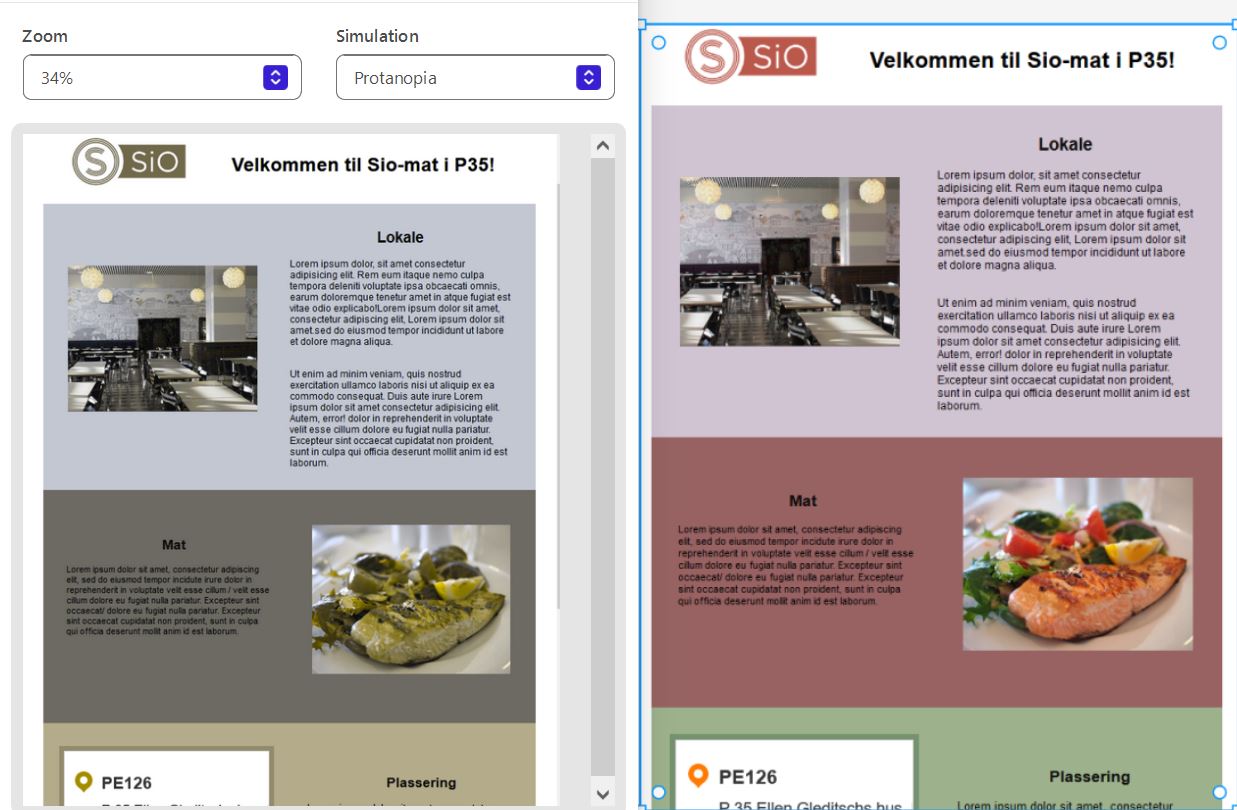 Zoom
Simulation
34%
Protanopia
SiO
Velkommen til Sio-mat i P35!
Lokale
Lorem ipsum dolor, sit amet consectetur
adipisicing elit. Rem eum itaque nemo culpa
tempora deleniti voluptate ipsa obcaecati omnis,
earum doloremque tenetur amet in atque fugiat est
vitae odio explicabo!Lorem ipsum dolor sit amet,
consectetur adipiscing elit, Lorem ipsum dolor sit
amet.sed do eiusmod tempor incididunt ut labore
et dolore magna aliqua.
Ut enim ad minim veniam, quis nostrud
exercitation ullamco laboris nisi ut aliquip ex ea
commodo consequat. Duis aute irure Lorem
ipsum dolor sit amet consectetur adipisicing elit.
Autem, error! dolor in reprehenderit in voluptate
velit esse cillum dolore eu fugiat nulla pariatur.
Excepteur sint occaecat cupidatat non proident,
sunt in culpa qui officia deserunt mollit anim id est
laborum.
Mat
Lorem ipsum dolor sit amet, consectetur adipiscing
elit, sed do eiusmod tempor incidute irure dolor in
reprehenderit in voluptate velit esse cillum / velit esse
occaecat/ dolore eu fugiat nulla pariatur. Excepteur
sint occaecat cupidatat non proident, sunt in culpa
qui officia deserunt mollit anim id est laborum.
PE126
Plassering
SiO
Velkommen til Sio-mat i P35!
Lokale
Lorem ipsum dolor, sit amet consectetur
adipisicing elit. Rem eum itaque nemo culpa
tempora deleniti voluptate ipsa obcaecati omnis,
earum doloremque tenetur amet in atque fugiat est
vitae odio explicabo!Lorem ipsum dolor sit amet,
consectetur adipiscing elit, Lorem ipsum dolor sit
amet.sed do eiusmod tempor incididunt ut labore
et dolore magna aliqua.
Ut enim ad minim veniam, quis nostrud
exercitation ullamco laboris nisi ut aliquip ex ea
commodo consequat. Duis aute irure Lorem
ipsum dolor sit amet consectetur adipisicing elit.
Autem, error! dolor in reprehenderit in voluptate
velit esse cillum dolore eu fugiat nulla pariatur.
Excepteur sint occaecat cupidatat non proident,
sunt in culpa qui officia deserunt mollit anim id est
laborum.
Mat
Lorem ipsum dolor sit amet, consectetur adipiscing
elit, sed do eiusmod tempor incidute irure dolor in
reprehenderit in voluptate velit esse cillum / velit esse
occaecat/ dolore eu fugiat nulla pariatur. Excepteur
sint occaecat cupidatat non proident, sunt in culpa
qui officia deserunt mollit anim id est laborum.
PE126
P 35 Ellen Gleditschs hus
Plassering
Lorem ipsum dolor sit amet, consectetur